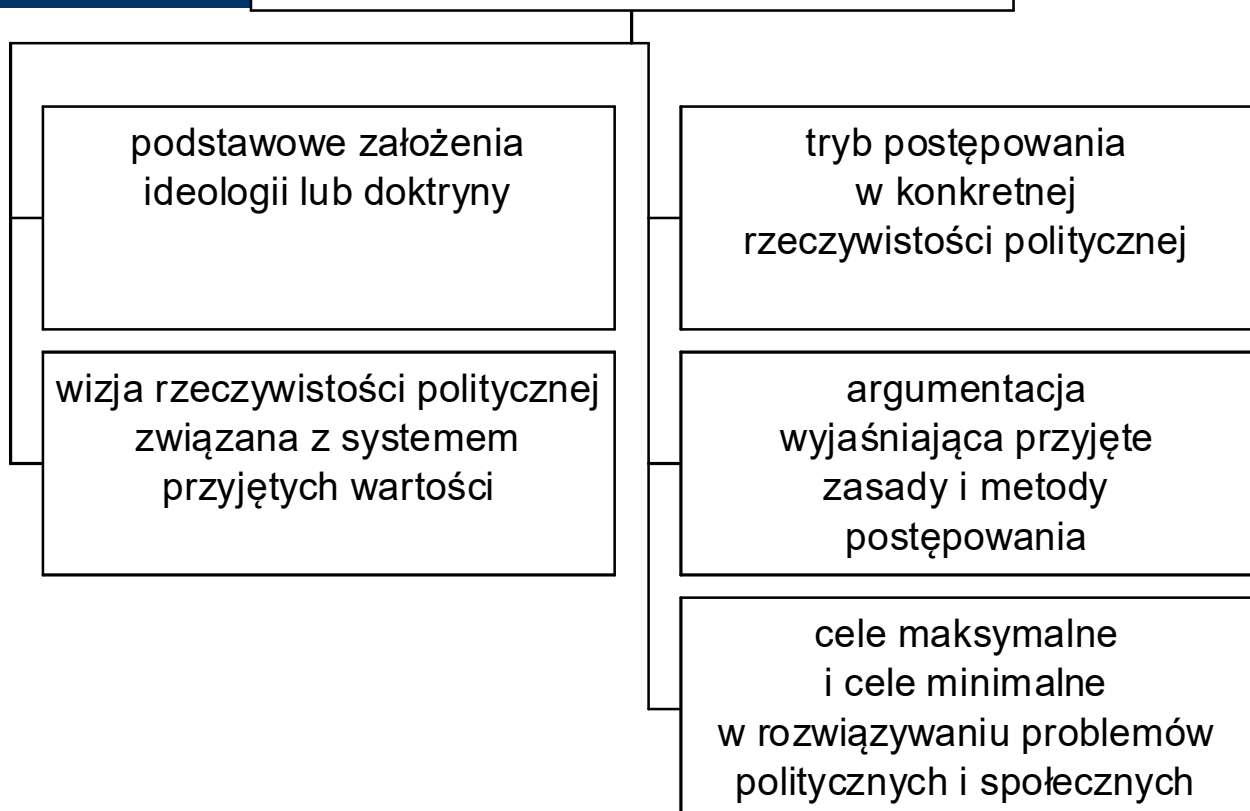 podstawowe założenia
ideologii lub doktryny
wizja rzeczywistości politycznej
związana z systemem
przyjętych wartości
tryb postępowania
w konkretnej
rzeczywistości politycznej
argumentacja
wyjaśniająca przyjęte
zasady i metody
postępowania
cele maksymalne
i cele minimalne
w rozwiązywaniu problemów
politycznych i społecznych